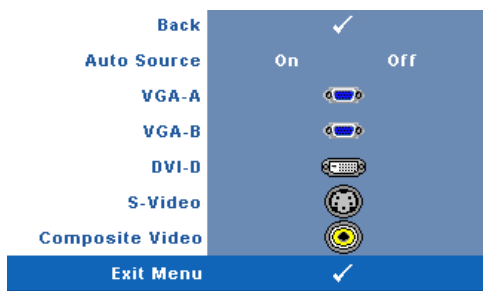 Back
Auto Source On Off
VGA-A
VGA-B
DVI-D
S-Video
Composite Video
Exit Menu